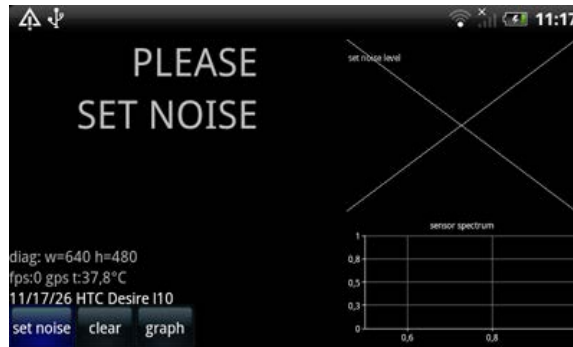 11:17
PLEASE
SET NOISE
set noise level
sensor spectrum
1
0,8
0,5
0,3
0
0,6 0,8
diag: w=640 h=480
fps:0 gps t:37,8°C
11/17/26 HTC Desire I10
set noise clear graph